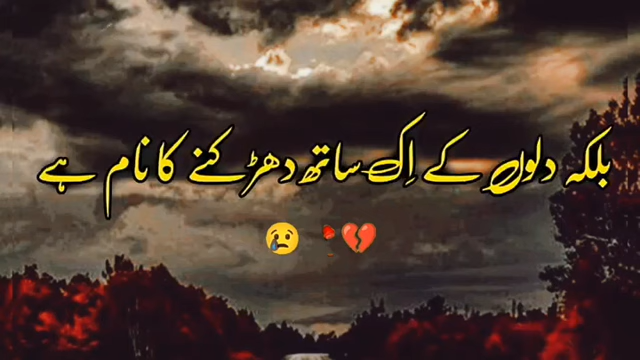 بلکہ دلوں کے اِک ساتھ دھڑکنے کا نام ہے
😢🥀💔